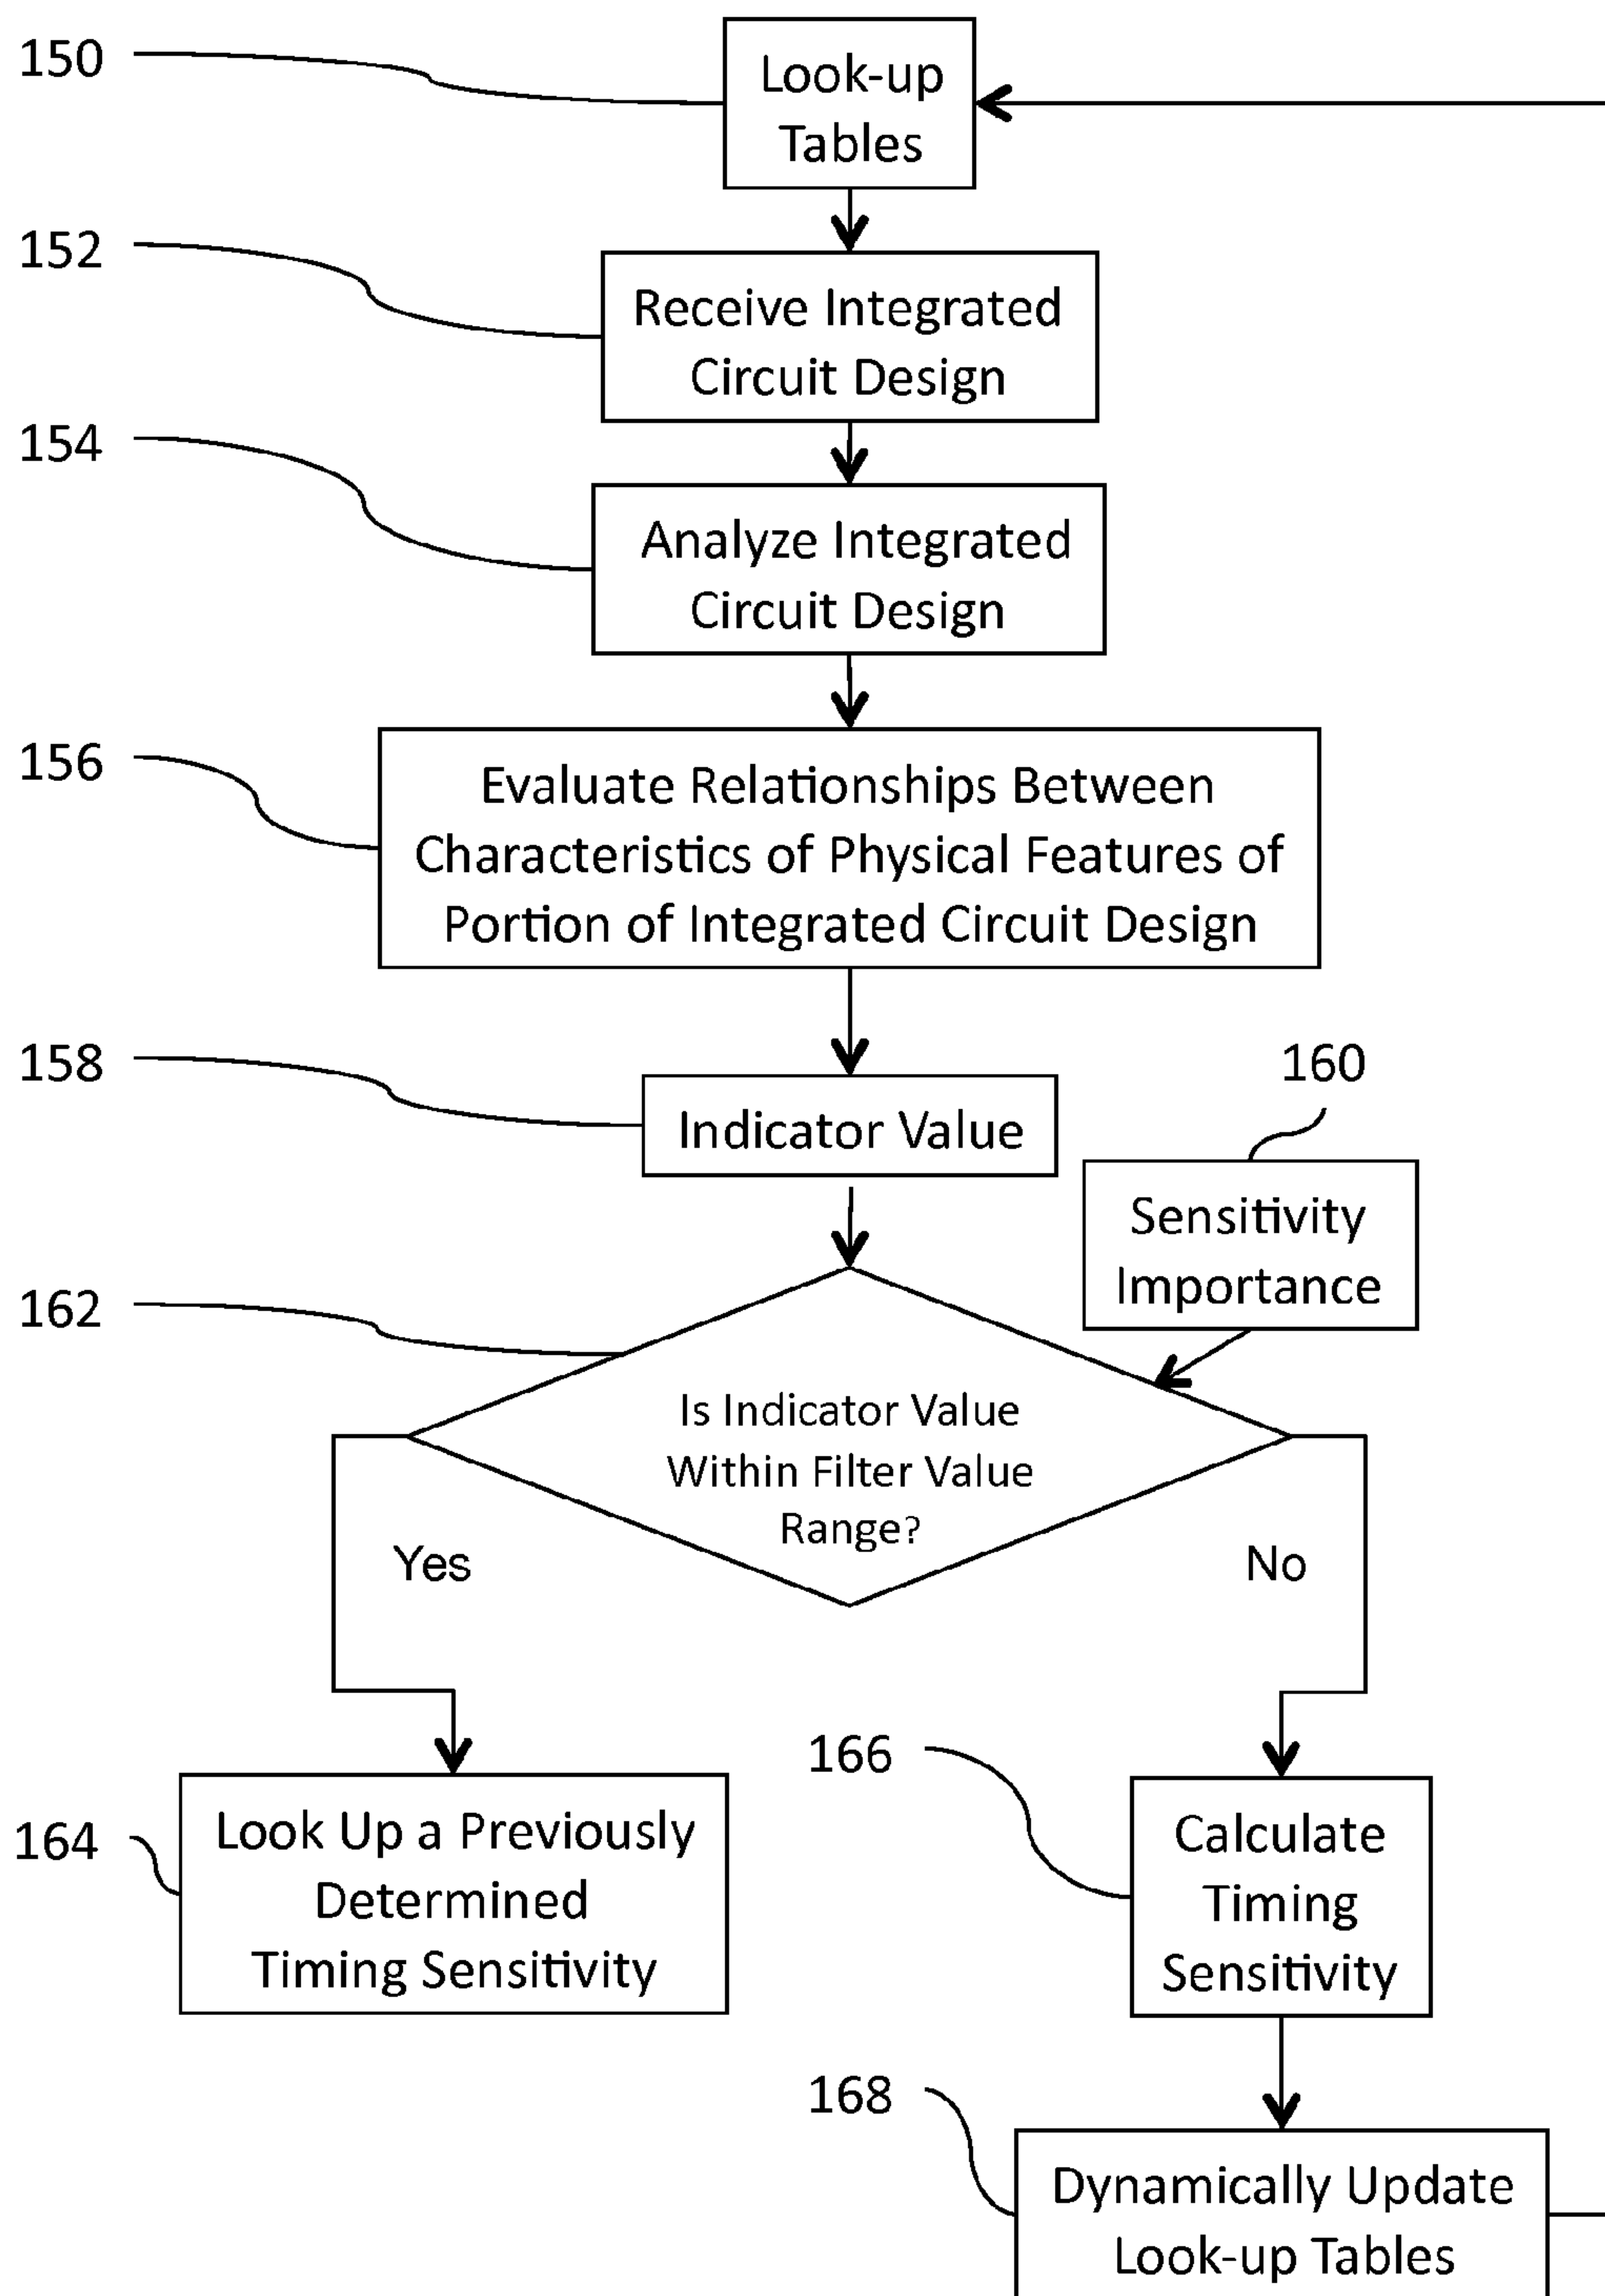 150
Look-up
Tables
152
Receive Integrated
Circuit Design
154
Analyze Integrated
Circuit Design
156
Evaluate Relationships Between
Characteristics of Physical Features of
Portion of Integrated Circuit Design
158
Indicator Value
160
Sensitivity
Importance
162
Is Indicator Value
Within Filter Value
Range?
Yes
No
164
Look Up a Previously
Determined
Timing Sensitivity
166
Calculate
Timing
Sensitivity
168
Dynamically Update
Look-up Tables